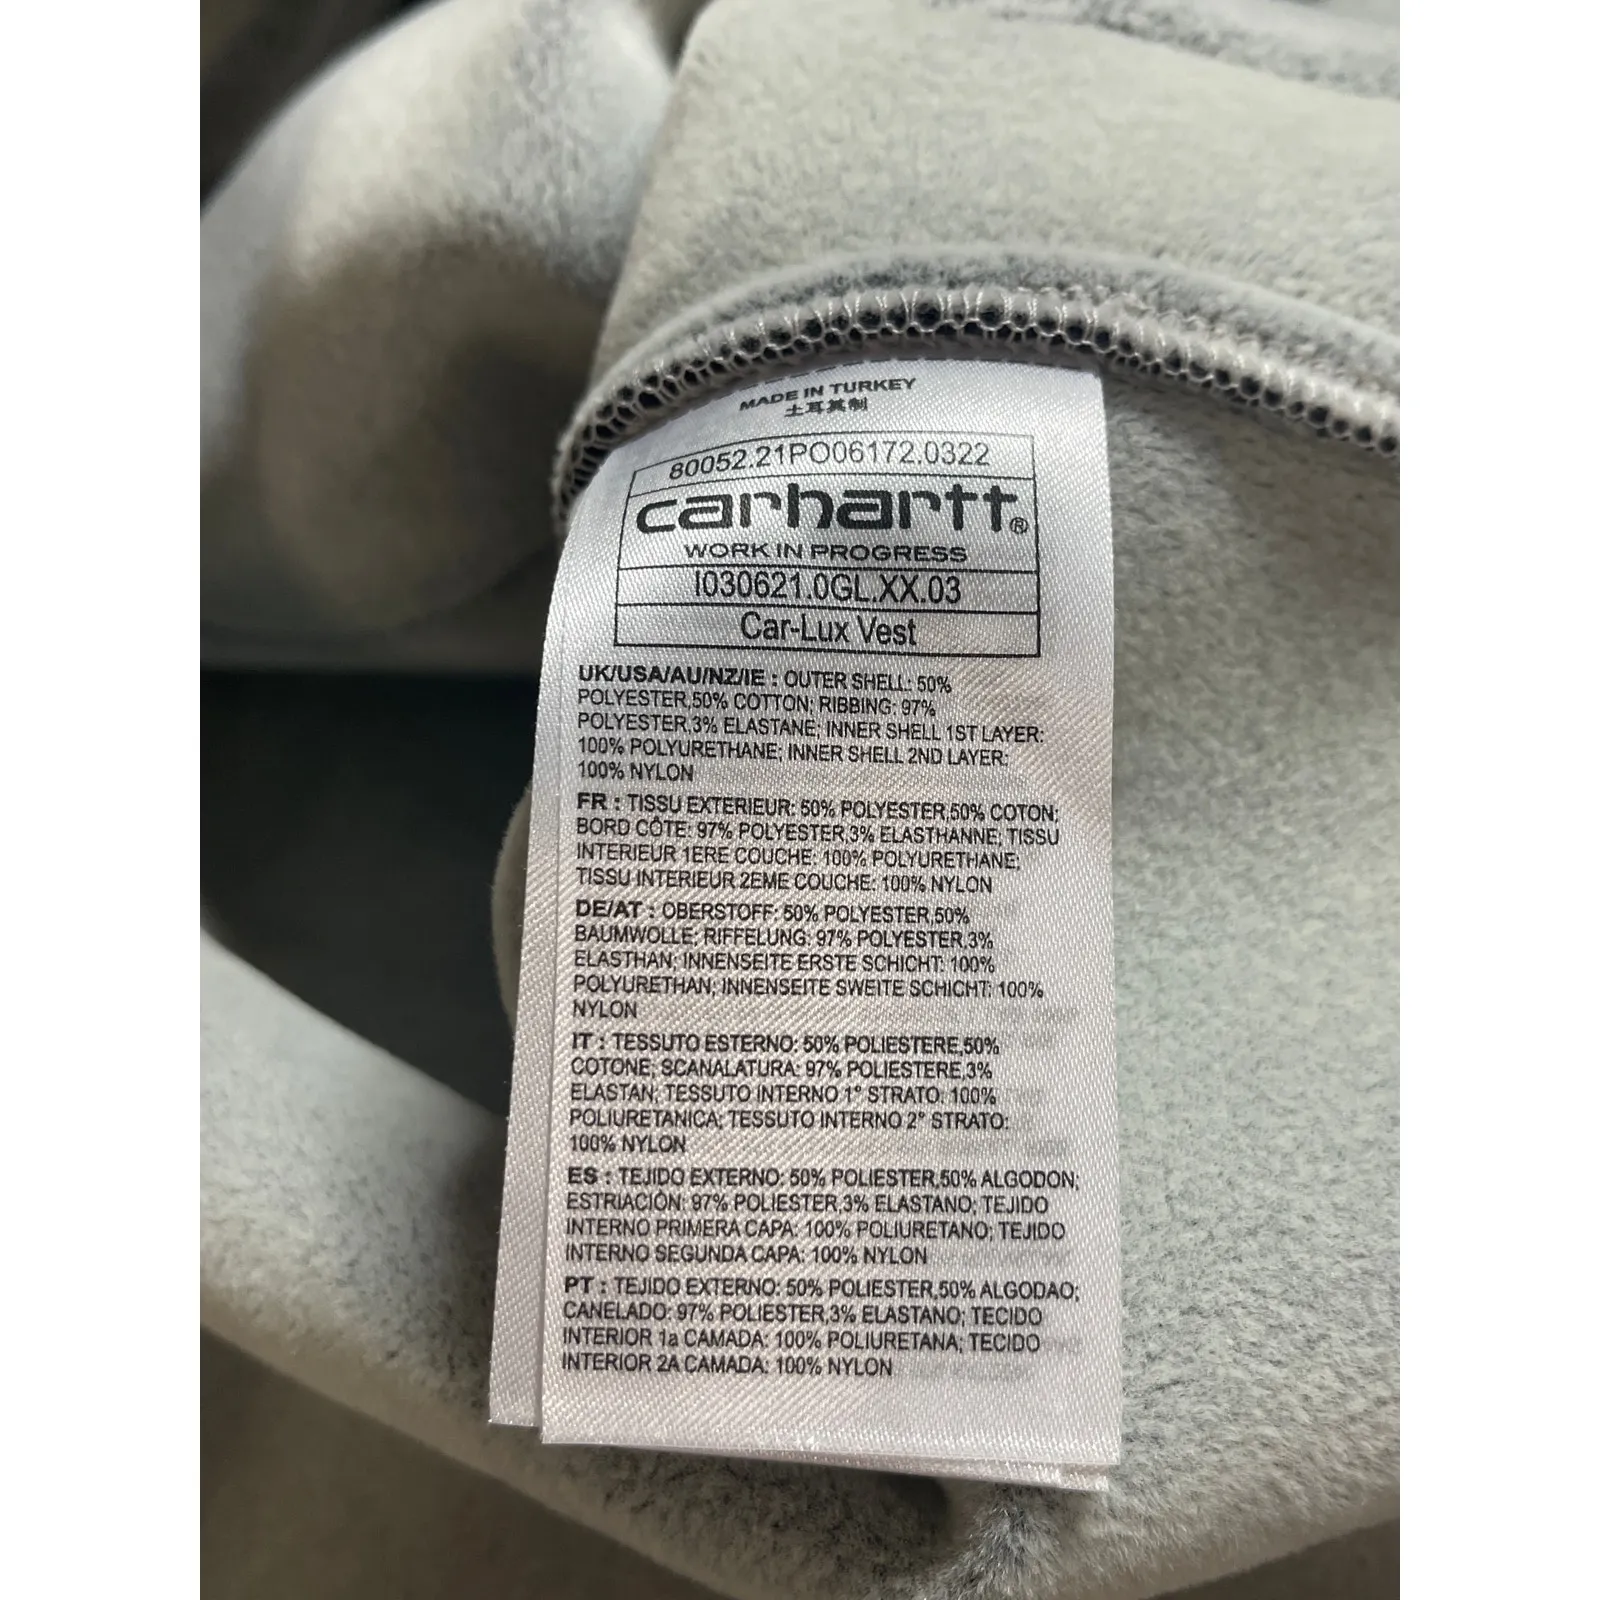 MADE IN TURKEY
土耳其制
80052.21PO06172.0322
carhartt®
WORK IN PROGRESS
I030621.0GL.XX.03
Car-Lux Vest
UK/USA/AU/NZ/IE : OUTER SHELL: 50%
POLYESTER,50% COTTON; RIBBING: 97%
POLYESTER,3% ELASTANE; INNER SHELL 1ST LAYER:
100% POLYURETHANE; INNER SHELL 2ND LAYER:
100% NYLON
FR : TISSU EXTERIEUR: 50% POLYESTER,50% COTON;
BORD CÔTE: 97% POLYESTER,3% ELASTHANNE; TISSU
INTERIEUR 1ERE COUCHE: 100% POLYURETHANE;
TISSU INTERIEUR 2EME COUCHE: 100% NYLON
DE/AT : OBERSTOFF: 50% POLYESTER,50%
BAUMWOLLE; RIFFELUNG: 97% POLYESTER,3%
ELASTHAN; INNENSEITE ERSTE SCHICHT: 100%
POLYURETHAN; INNENSEITE SWEITE SCHICHT: 100%
NYLON
IT : TESSUTO ESTERNO: 50% POLIESTERE,50%
COTONE; SCANALATURA: 97% POLIESTERE,3%
ELASTAN; TESSUTO INTERNO 1° STRATO: 100%
POLIURETANICA; TESSUTO INTERNO 2° STRATO:
100% NYLON
ES : TEJIDO EXTERNO: 50% POLIESTER,50% ALGODON;
ESTRIACIÓN: 97% POLIESTER,3% ELASTANO; TEJIDO
INTERNO PRIMERA CAPA: 100% POLIURETANO; TEJIDO
INTERNO SEGUNDA CAPA: 100% NYLON
PT : TEJIDO EXTERNO: 50% POLIESTER,50% ALGODAO;
CANELADO: 97% POLIESTER,3% ELASTANO; TECIDO
INTERIOR 1a CAMADA: 100% POLIURETANA; TECIDO
INTERIOR 2A CAMADA: 100% NYLON